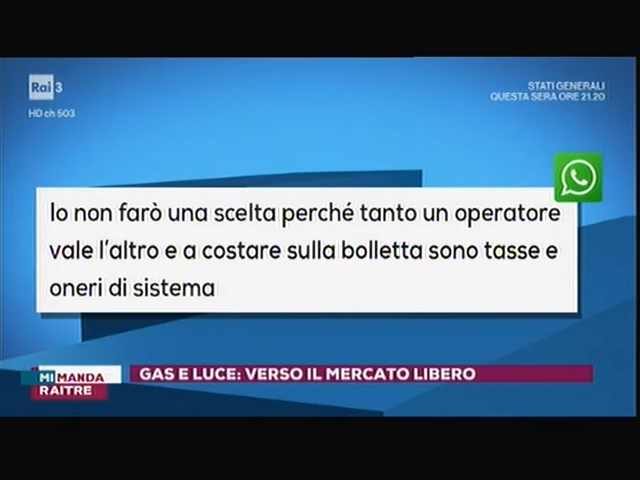 Rai 3
HD ch 503
STATI GENERALI
QUESTA SERA ORE 21.20
Io non farò una scelta perché tanto un operatore
vale l'altro e a costare sulla bolletta sono tasse e
oneri di sistema
MI MANDA
RAITRE
GAS E LUCE: VERSO IL MERCATO LIBERO